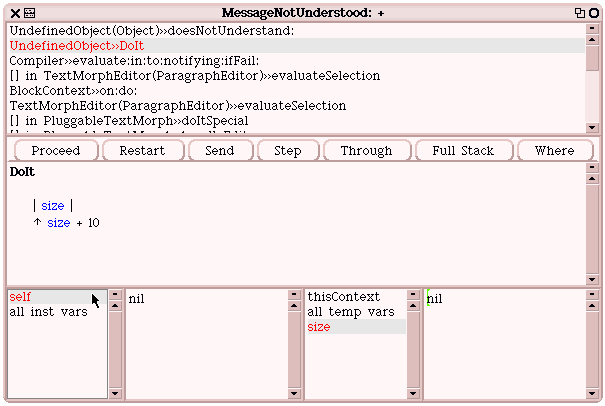 MessageNotUnderstood: +
UndefinedObject(Object)»doesNotUnderstand:
UndefinedObject»DoIt
Compiler»evaluate:in:to:notifying:ifFail:
[] in TextMorphEditor(ParagraphEditor)»evaluateSelection
BlockContext»on:do:
TextMorphEditor(ParagraphEditor)»evaluateSelection
[] in PluggableTextMorph»doItSpecial
Proceed Restart Send Step Through Full Stack Where
DoIt
| size |
↑ size + 10
self
all inst vars
nil
thisContext
all temp vars
size
nil